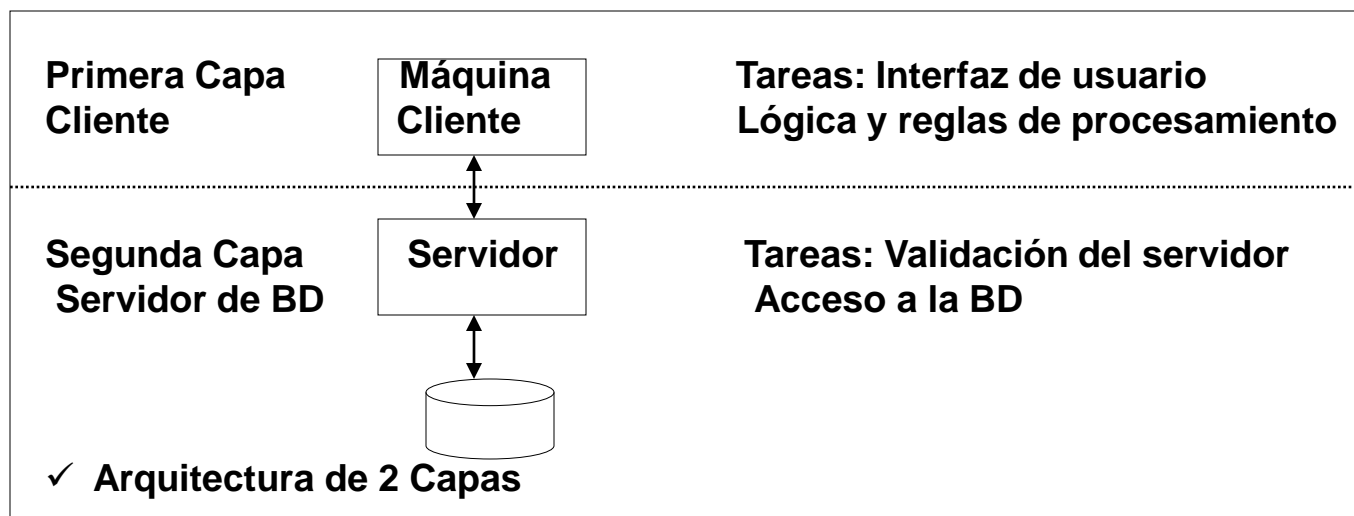 Primera Capa
Cliente
Máquina
Cliente
Tareas: Interfaz de usuario
Lógica y reglas de procesamiento
Segunda Capa
Servidor de BD
Servidor
Tareas: Validación del servidor
Acceso a la BD
✓ Arquitectura de 2 Capas